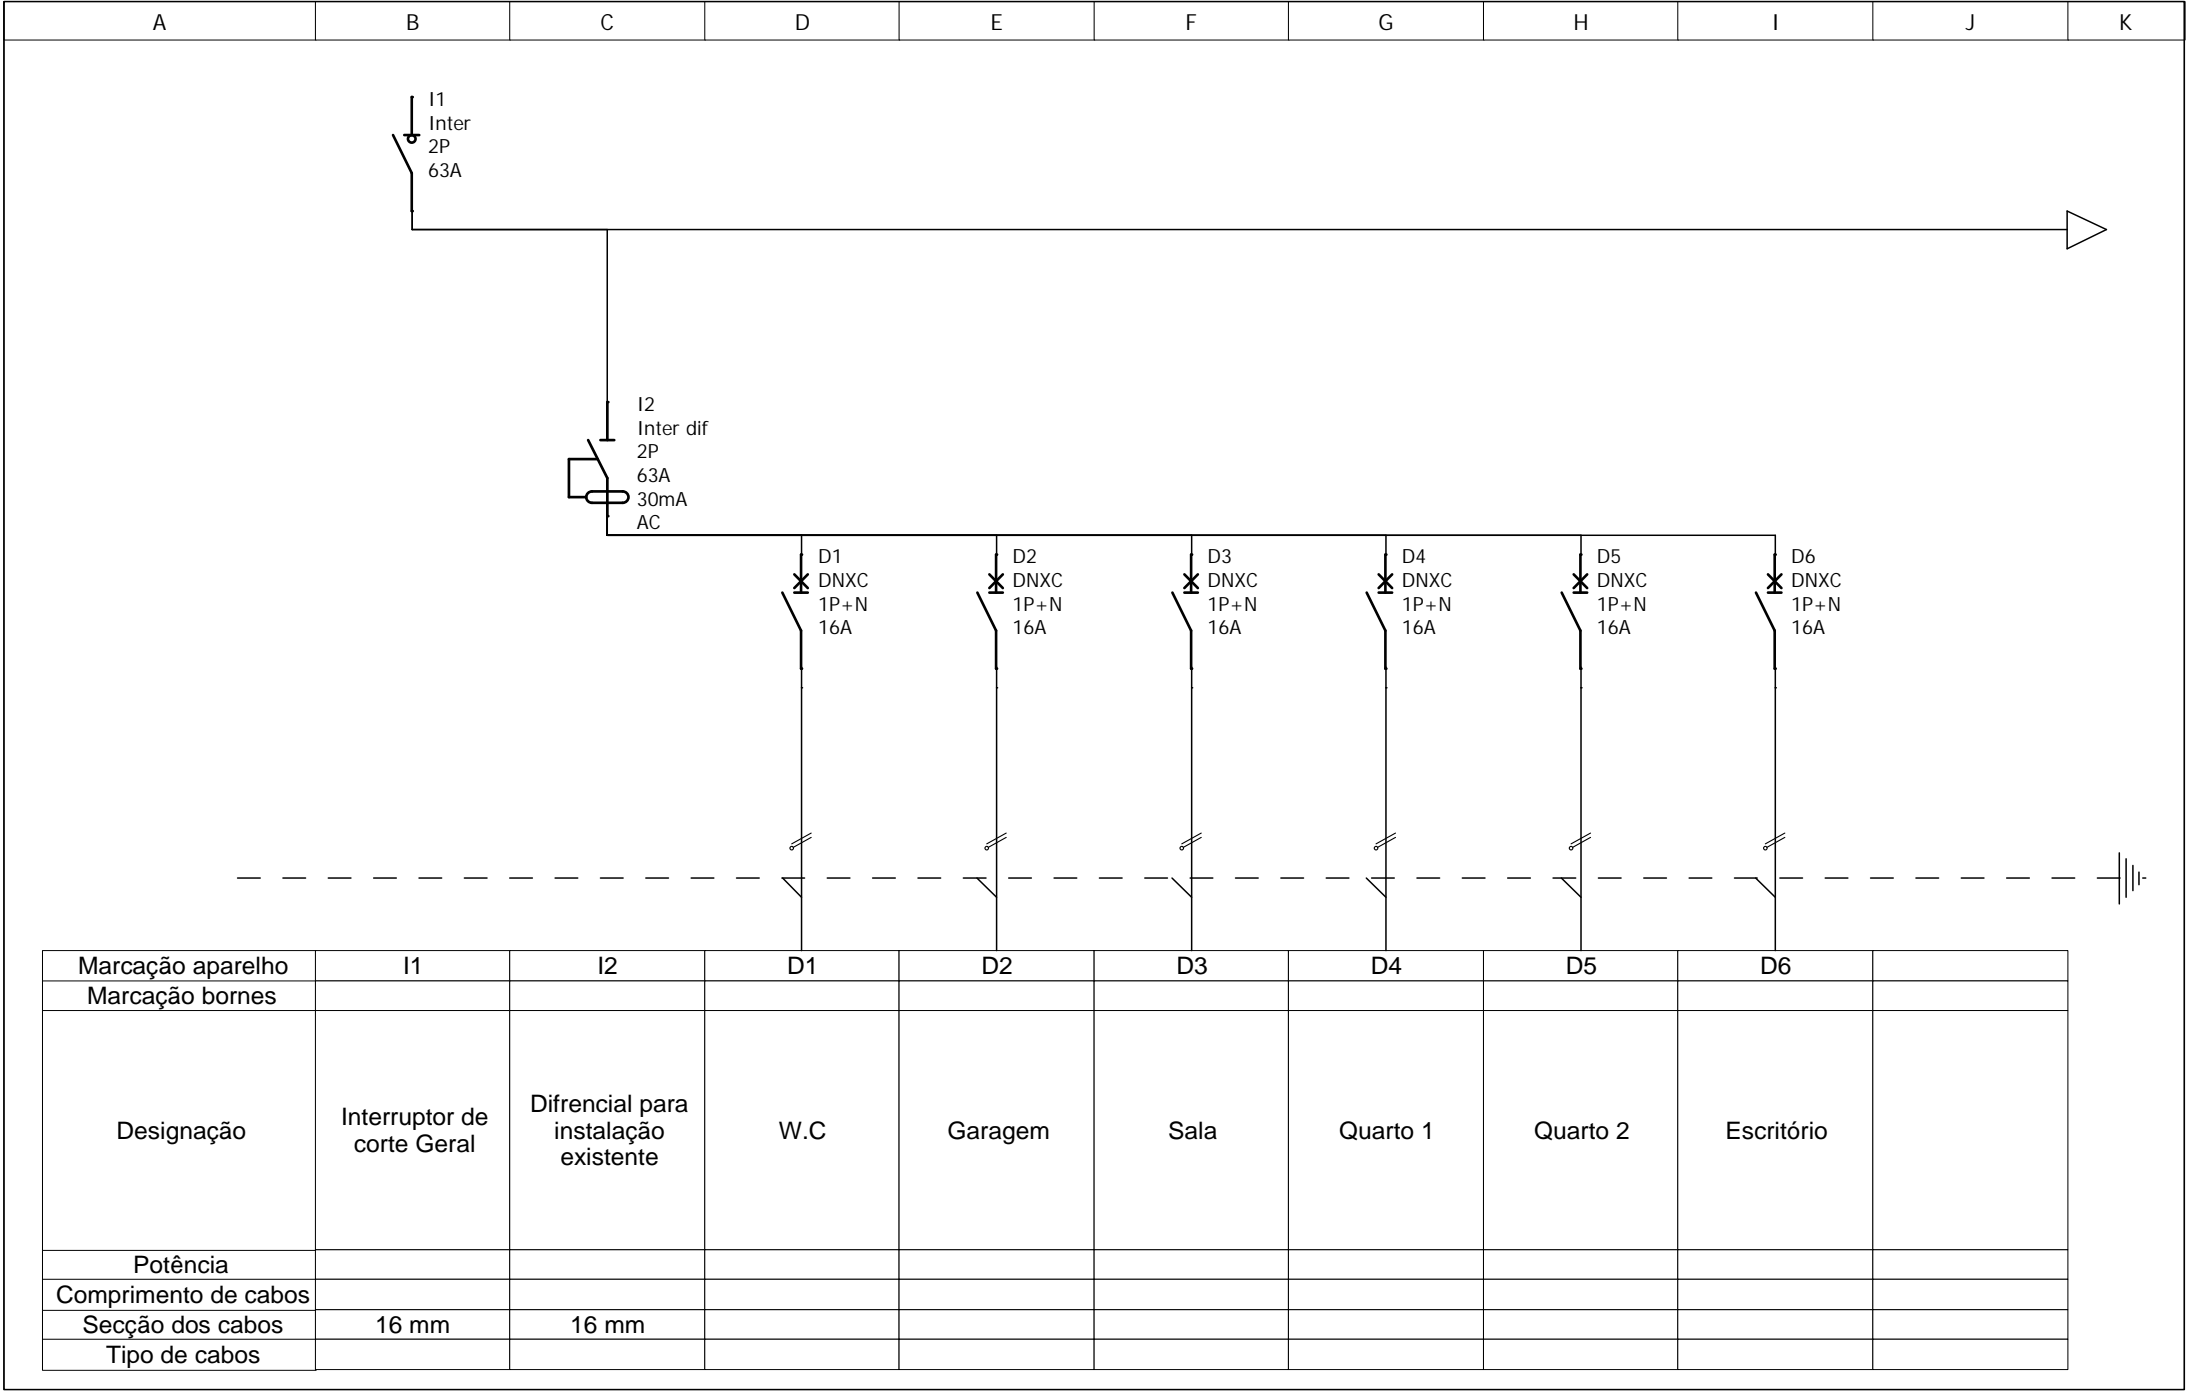 A B C D E F G H I J K
I1
Inter
2P
63A
I2
Inter dif
2P
63A
30mA
AC
D1
DNXC
1P+N
16A
D2
DNXC
1P+N
16A
D3
DNXC
1P+N
16A
D4
DNXC
1P+N
16A
D5
DNXC
1P+N
16A
D6
DNXC
1P+N
16A
Marcação aparelho I1 I2 D1 D2 D3 D4 D5 D6
Marcação bornes
Designação
Interruptor de
corte Geral
Difrencial para
instalação
existente
W.C
Garagem
Sala
Quarto 1
Quarto 2
Escritório
Potência
Comprimento de cabos
Secção dos cabos 16 mm 16 mm
Tipo de cabos